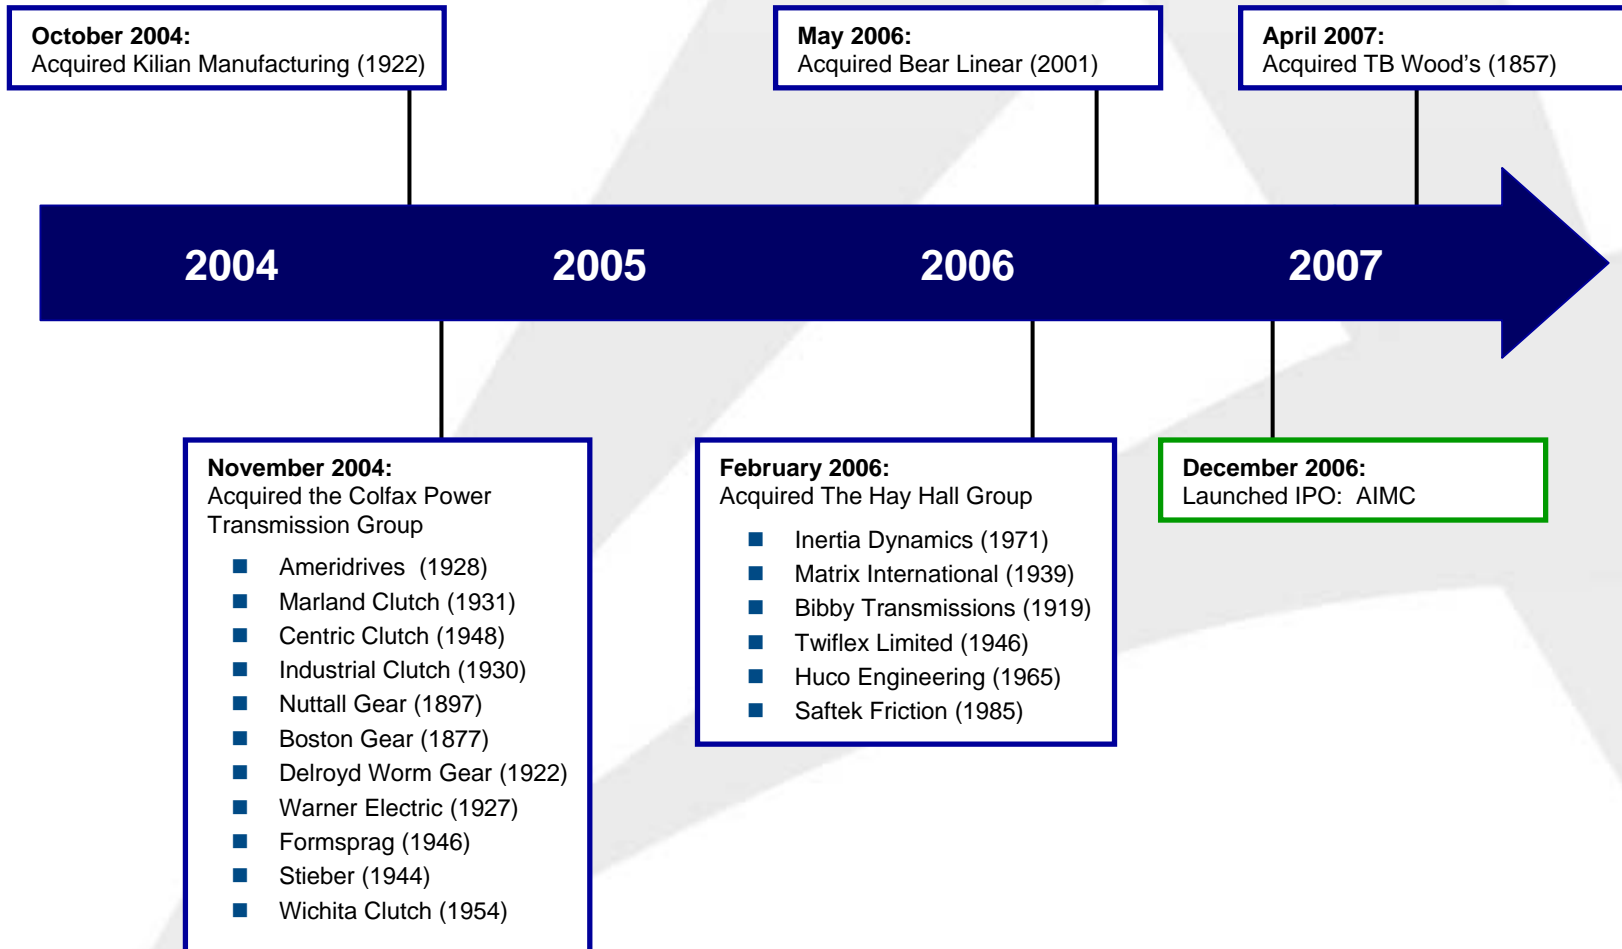 October 2004:
Acquired Kilian Manufacturing (1922)
May 2006:
Acquired Bear Linear (2001)
April 2007:
Acquired TB Wood's (1857)
2004
2005
2006
2007
November 2004:
Acquired the Colfax Power
Transmission Group
Ameridrives (1928)
Marland Clutch (1931)
Centric Clutch (1948)
Industrial Clutch (1930)
Nuttall Gear (1897)
Boston Gear (1877)
Delroyd Worm Gear (1922)
Warner Electric (1927)
Formsprag (1946)
Stieber (1944)
Wichita Clutch (1954)
February 2006:
Acquired The Hay Hall Group
Inertia Dynamics (1971)
Matrix International (1939)
Bibby Transmissions (1919)
Twiflex Limited (1946)
Huco Engineering (1965)
Saftek Friction (1985)
December 2006:
Launched IPO: AIMC